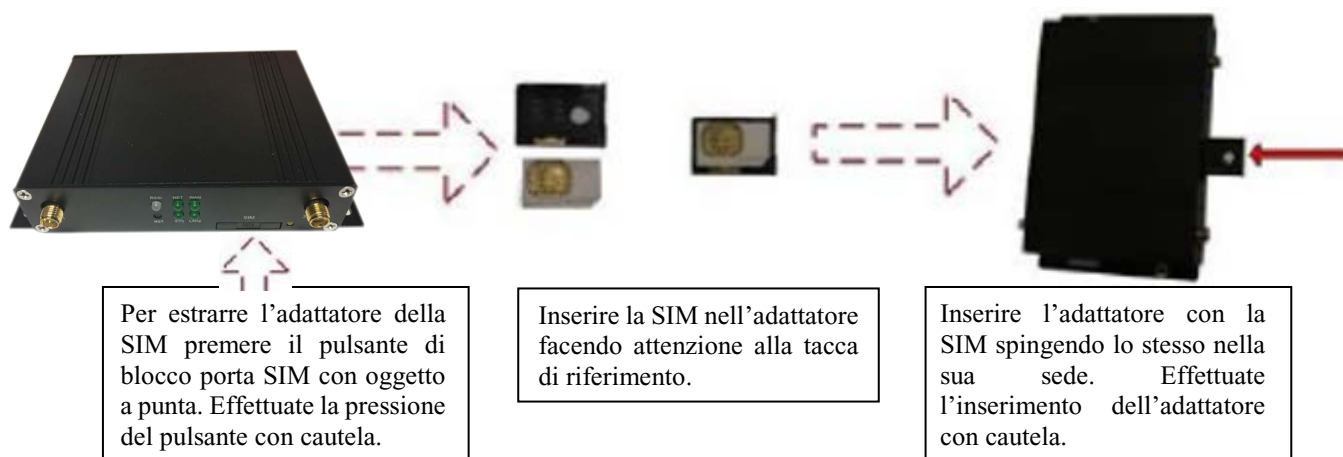 NET
SIM
Per estrarre l’adattatore della
SIM premere il pulsante di
blocco porta SIM con oggetto
a punta. Effettuate la pressione
del pulsante con cautela.
Inserire la SIM nell’adattatore
facendo attenzione alla tacca
di riferimento.
Inserire l’adattatore con la
SIM spingendo lo stesso nella
sua sede. Effettuate
l’inserimento dell’adattatore
con cautela.